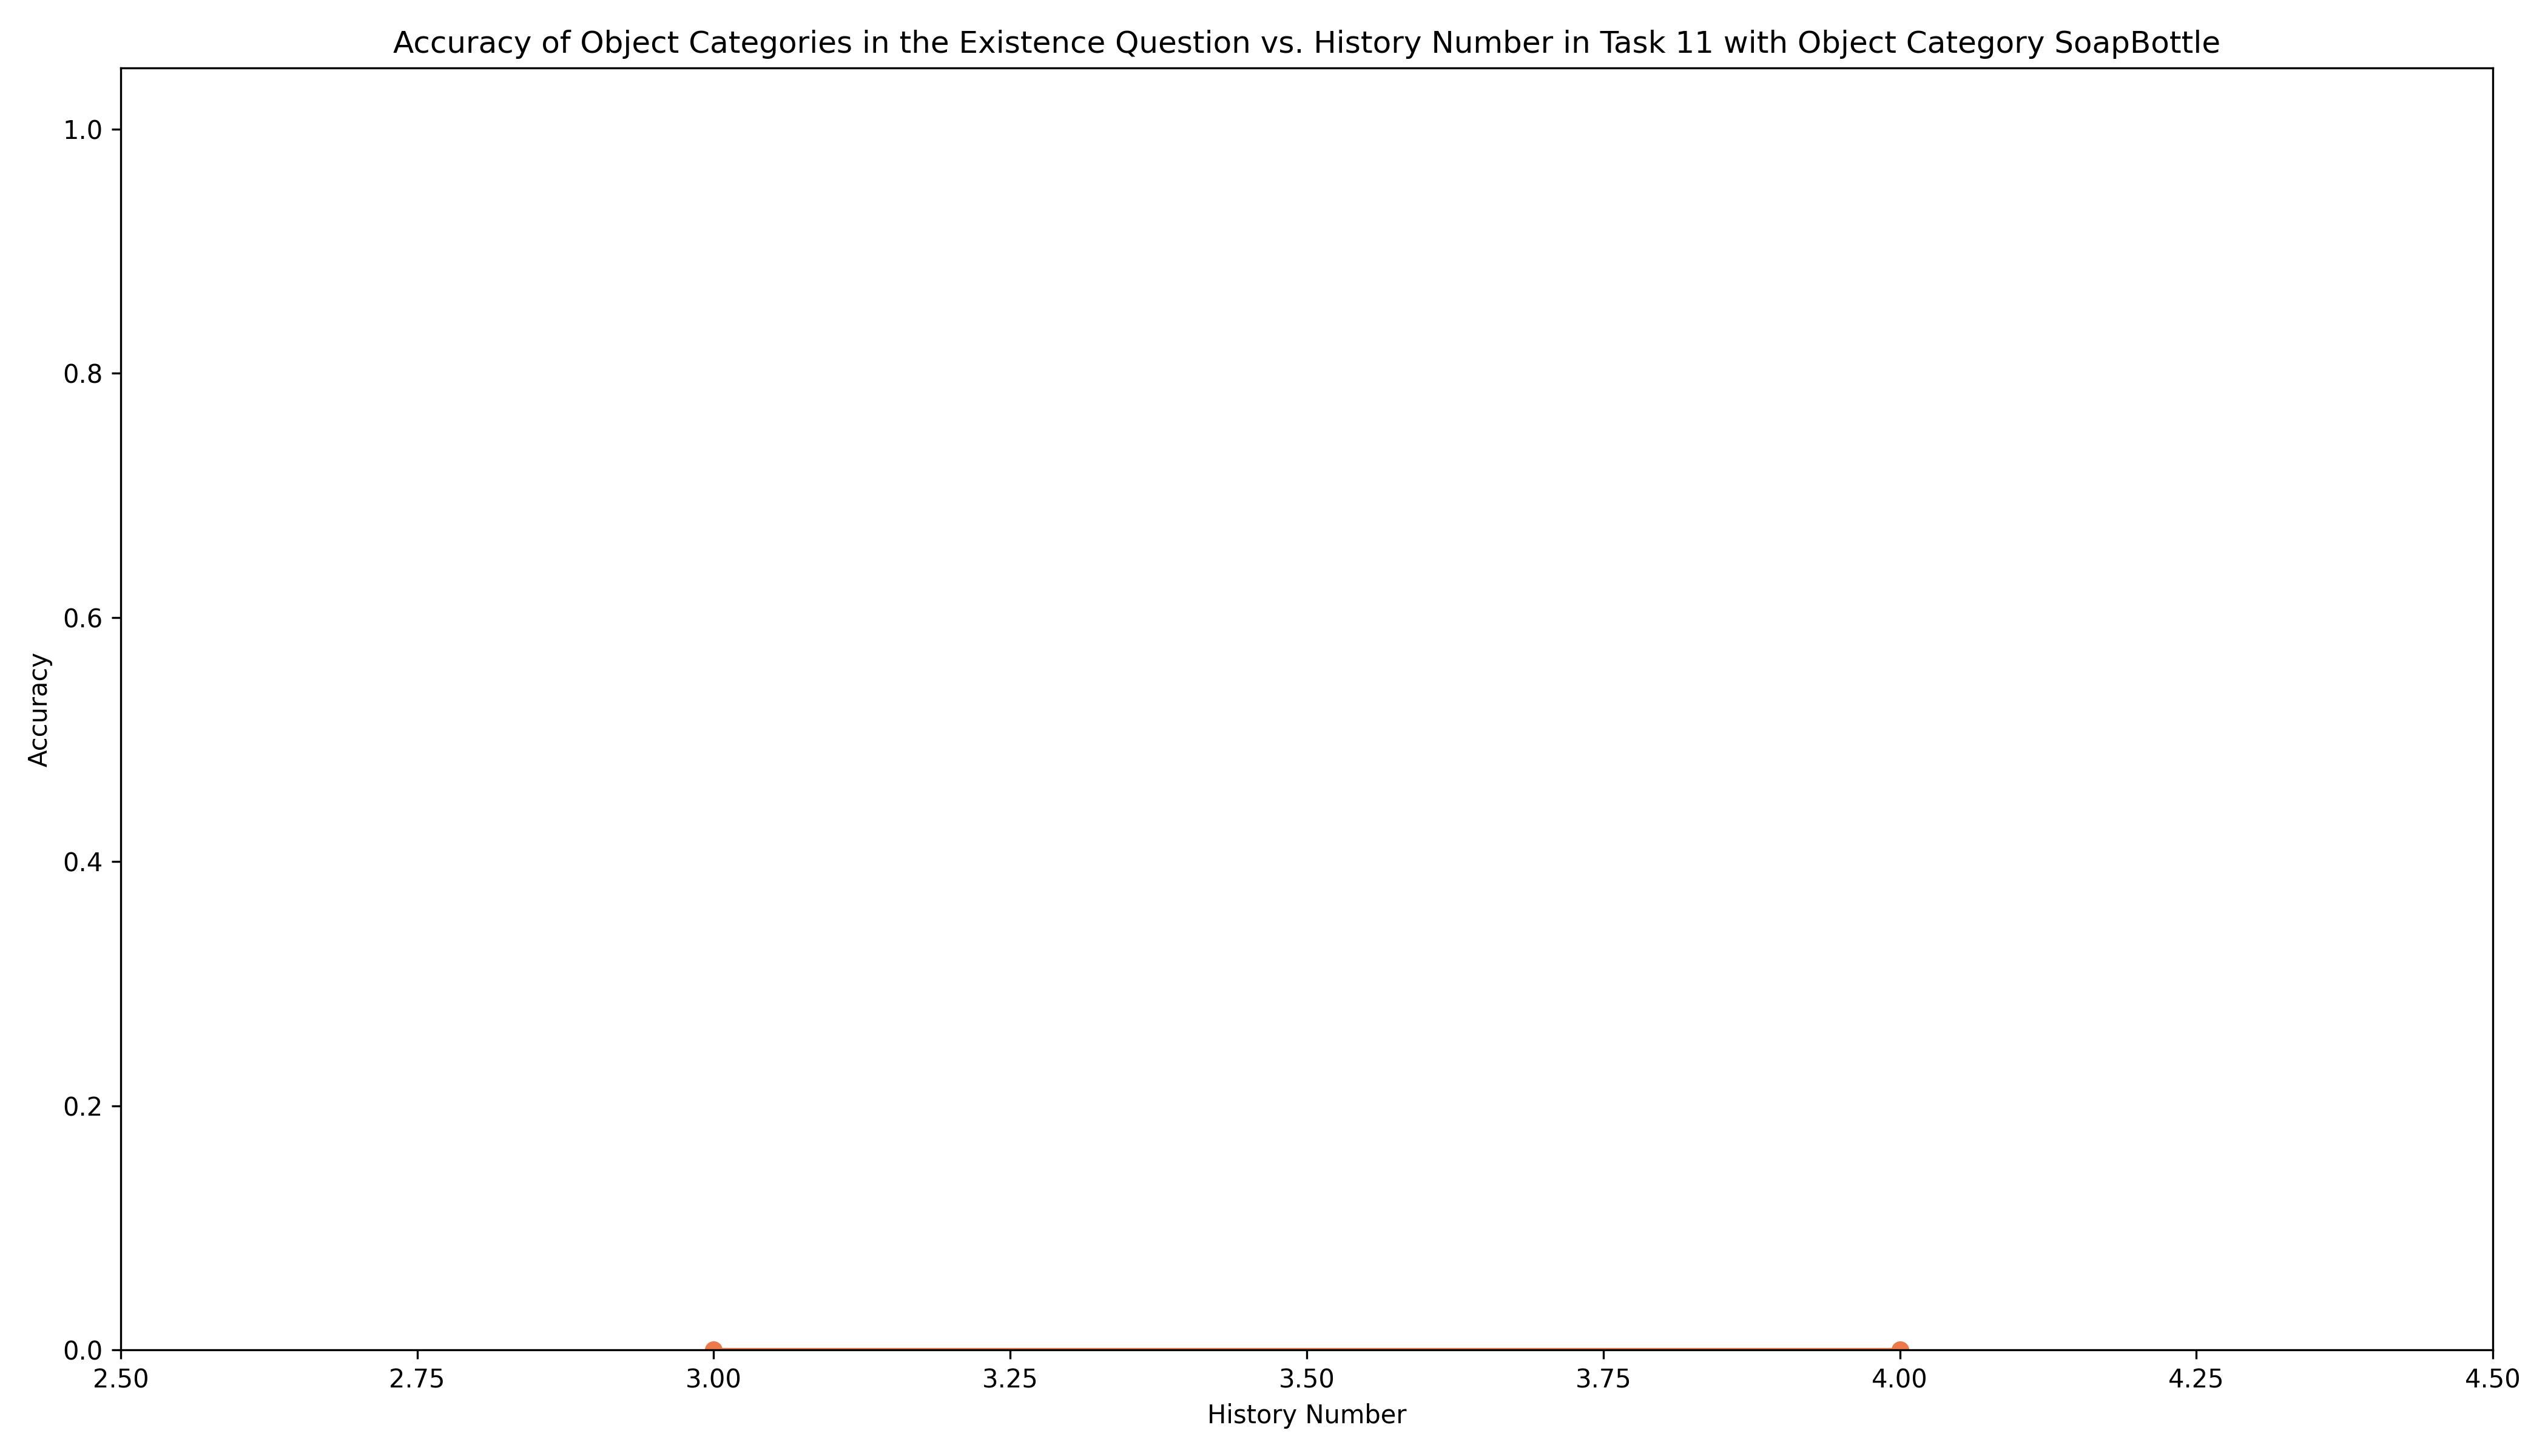 Accuracy of Object Categories in the Existence Question vs. History Number in Task 11 with Object Category SoapBottle
1.0
0.8
0.6
0.4
0.2
0.0
Accuracy
2.50 2.75 3.00 3.25 3.50 3.75 4.00 4.25 4.50
History Number